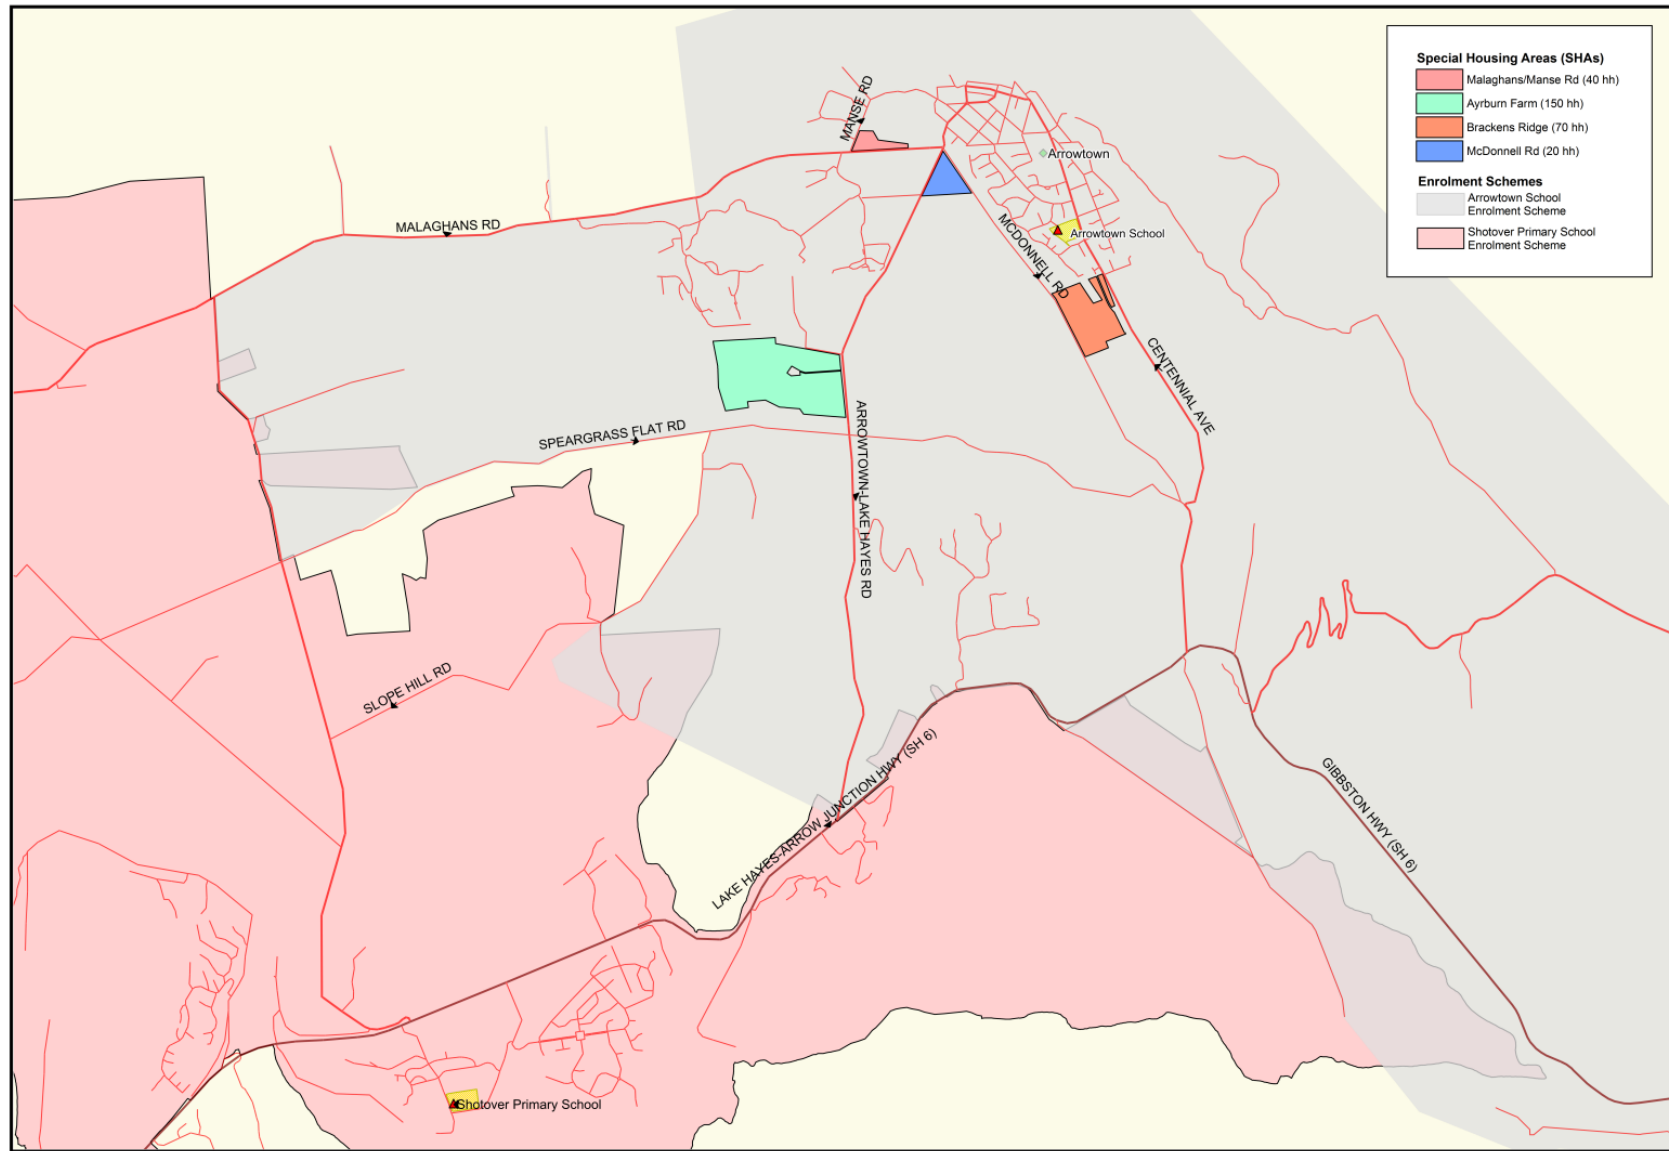 Special Housing Areas (SHAs)
Malaghans/Manse Rd (40 hh)
Ayrburn Farm (150 hh)
Brackens Ridge (70 hh)
McDonnell Rd (20 hh)
Enrolment Schemes
Arrowtown School
Enrolment Scheme
Shotover Primary School
Enrolment Scheme
MANSE RD
Arrowtown
MALAGHANS RD
MCDONNELL RD
Arrowtown School
CENTENNIAL AVE
SPEARGRASS FLAT RD
ARROWTOWN-LAKE HAYES RD
SLOPE HILL RD
LAKE HAYES-ARROW JUNCTION HWY (SH 6)
GIBBSTON HWY (SH 6)
Shotover Primary School